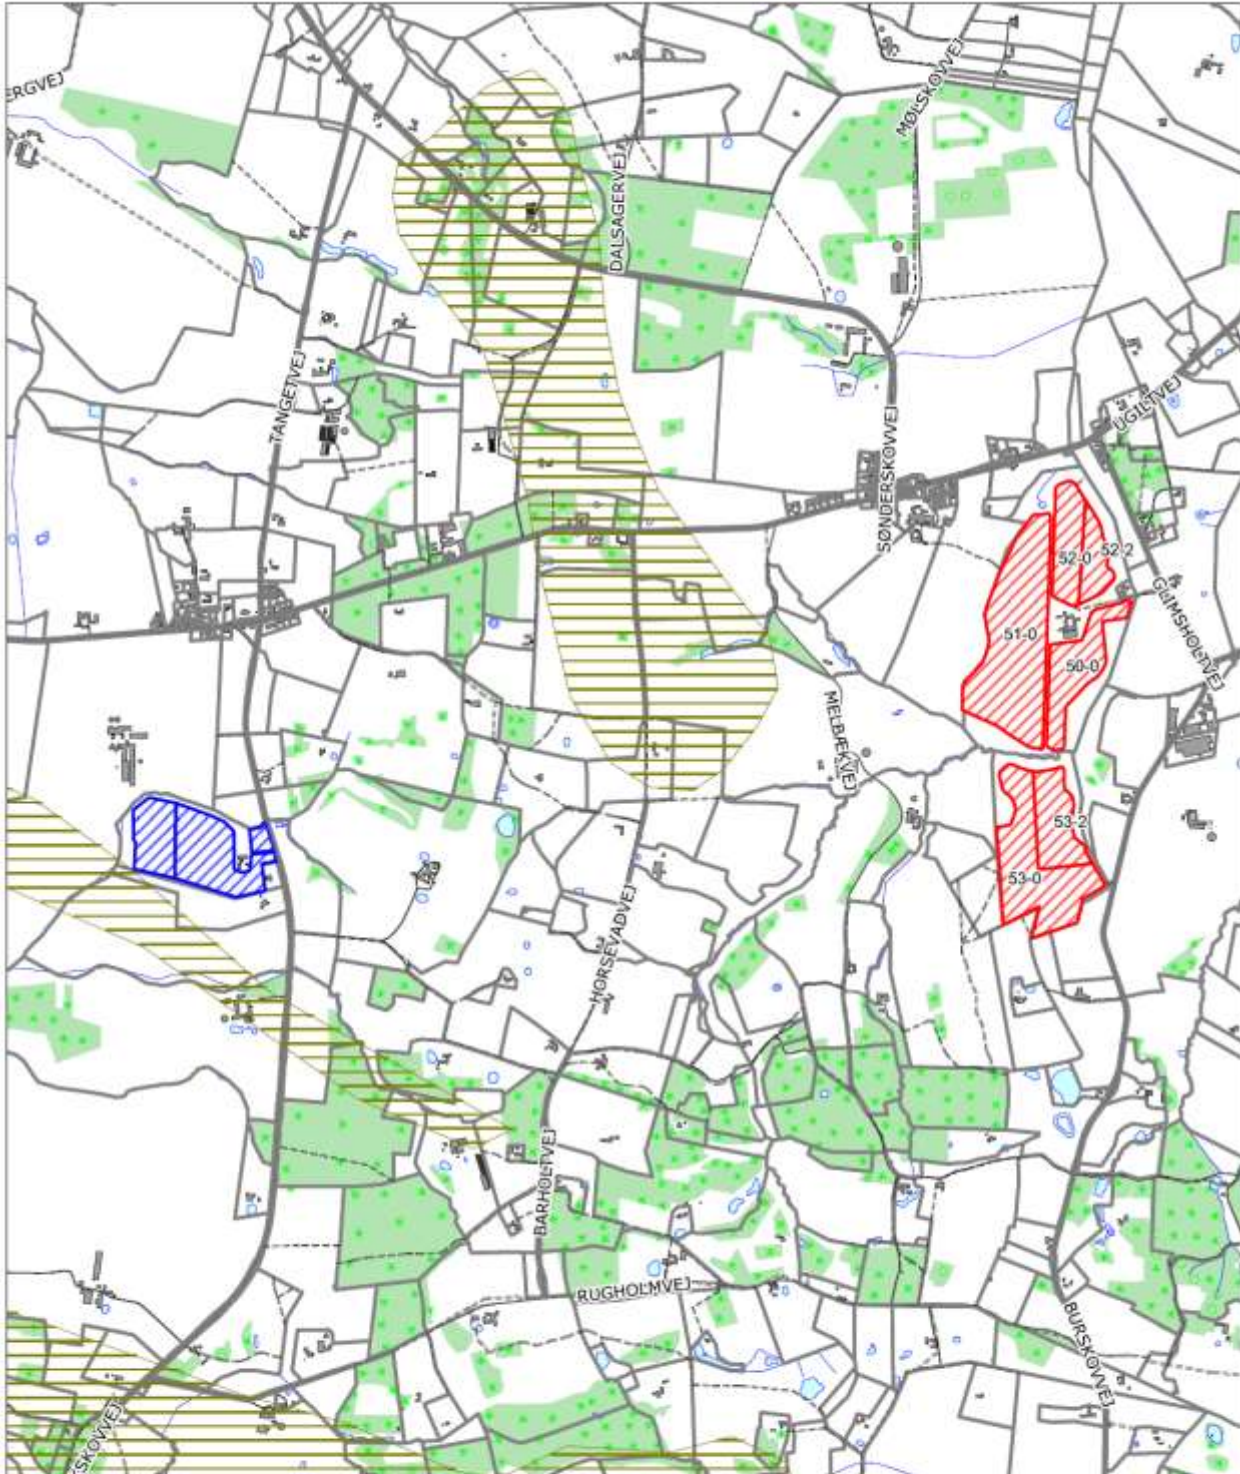 ERGVEJ
MØLSKOVVEJ
DALSAGERVEJ
TANGETVEJ
UGILTVEJ
SØNDERSKOVVEJ
52-0
52-2
GLIMSHOLTVEJ
51-0
50-0
MELBÆKVEJ
53-2
53-0
HORSEVADVEJ
BARHOLTVEJ
RUGHOLMVEJ
BURSKOVVEJ
SKOVVEJ